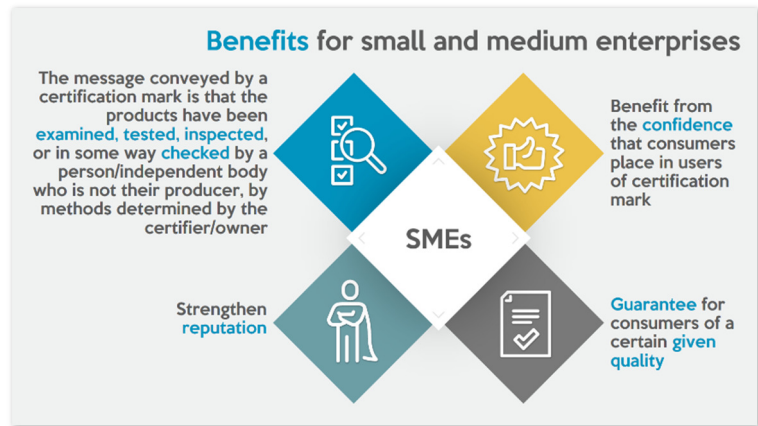 Benefits for small and medium enterprises
The message conveyed by a
certification mark is that the
products have been
examined, tested, inspected,
or in some way checked by a
person/independent body
who is not their producer, by
methods determined by the
certifier/owner
Benefit from
the confidence
that consumers
place in users
of certification
mark
SMEs
Strengthen
reputation
Guarantee for
consumers of a
certain given
quality